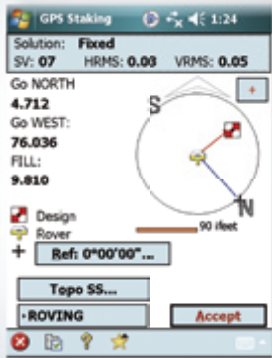 GPS Staking 1:24
Solution: Fixed
SV: 07 HRMS: 0.03 VRMS: 0.05
Go NORTH
4.712
Go WEST:
76.036
FILL:
9.810
S
N
+
Design
Rover
90 ifeet
+ Ref: 0°00'00"...
Topo SS...
ROVING
Accept